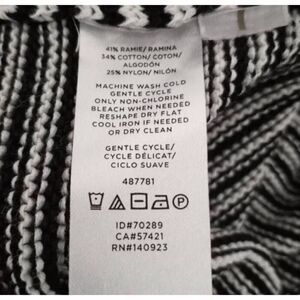 41% RAMIE/ RAMINA
34% COTTON/ COTON/
ALGODÓN
25% NYLON/ NILÓN
MACHINE WASH COLD
GENTLE CYCLE
ONLY NON-CHLORINE
BLEACH WHEN NEEDED
RESHAPE DRY FLAT
COOL IRON IF NEEDED
OR DRY CLEAN
GENTLE CYCLE/
CYCLE DÉLICAT/
CICLO SUAVE
487781
P
ID#70289
CA#57421
RN#140923